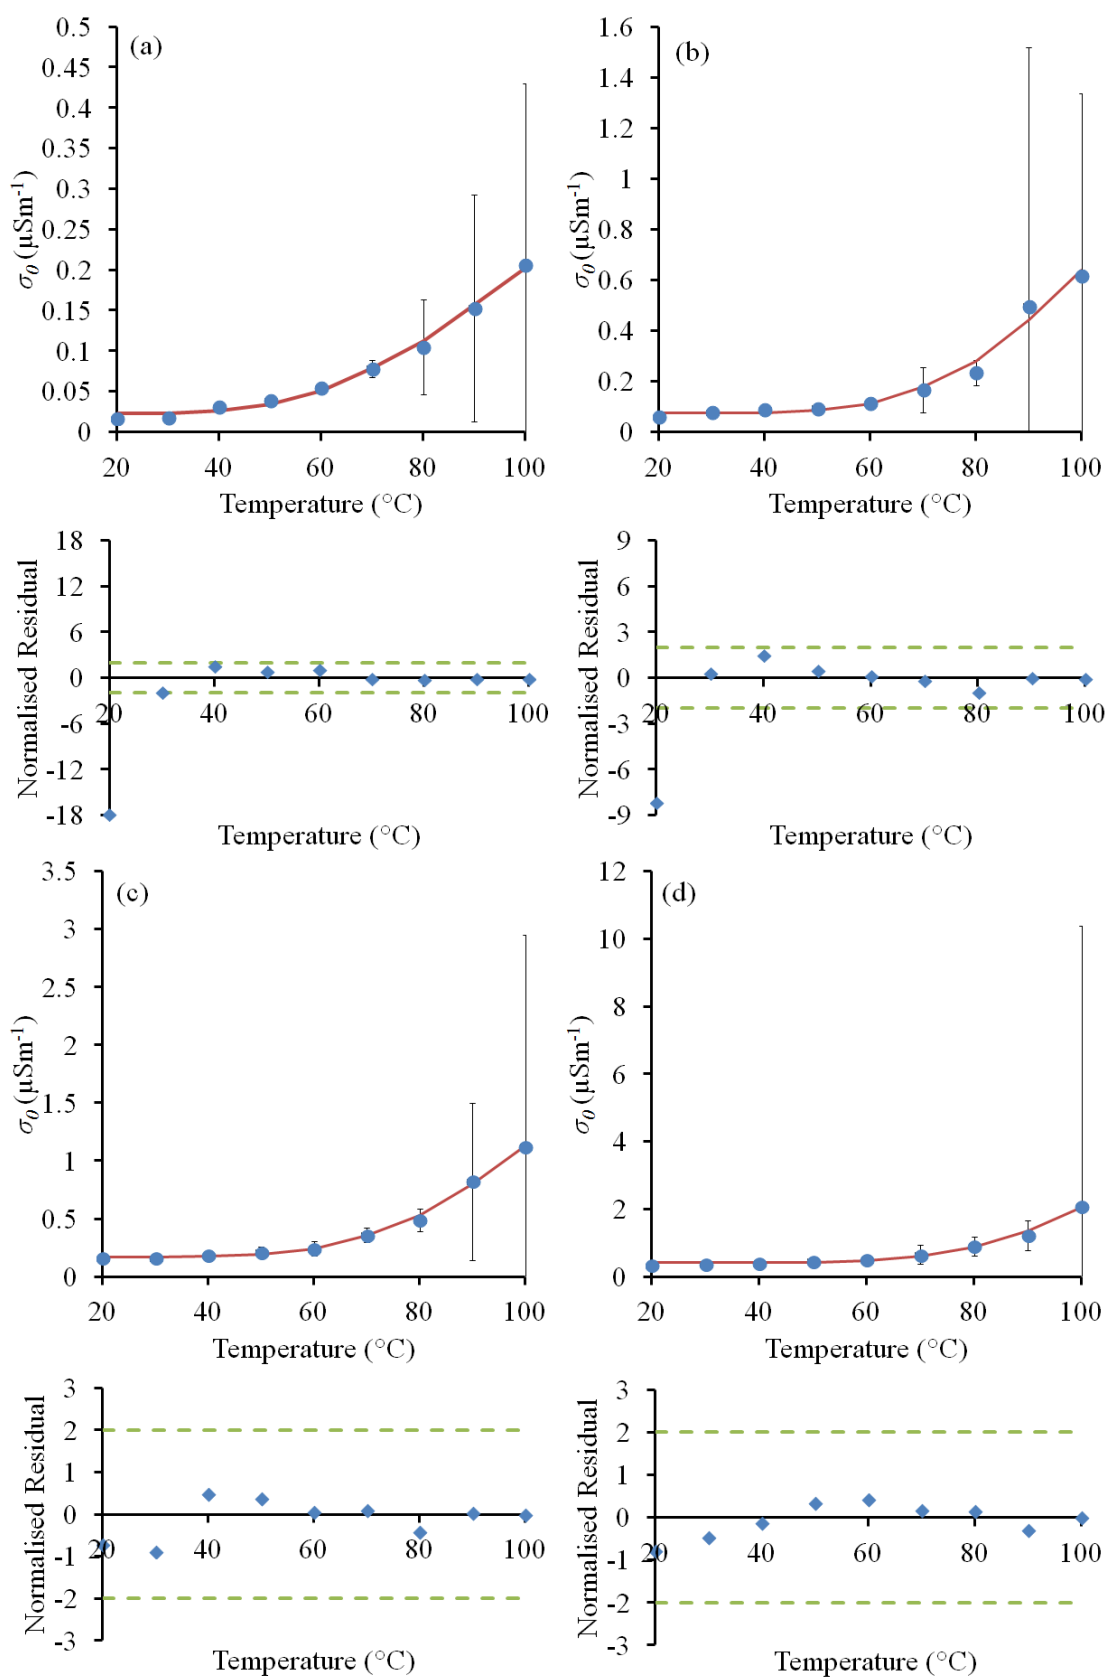 (a)
0.5
0.45
0.4
0.35
0.3
0.25
0.2
0.15
0.1
0.05
0
σ0 (µSm-1)
20 40 60 80 100
Temperature (°C)
(b)
1.6
1.4
1.2
1
0.8
0.6
0.4
0.2
0
σ0 (µSm-1)
20 40 60 80 100
Temperature (°C)
18
12
6
0
-6
-12
-18
Normalised Residual
20 40 60 80 100
Temperature (°C)
9
6
3
0
-3
-6
-9
Normalised Residual
20 40 60 80 100
Temperature (°C)
(c)
3.5
3
2.5
2
1.5
1
0.5
0
σ0 (µSm-1)
20 40 60 80 100
Temperature (°C)
(d)
12
10
8
6
4
2
0
σ0 (µSm-1)
20 40 60 80 100
Temperature (°C)
3
2
1
0
-1
-2
-3
Normalised Residual
20 40 60 80 100
Temperature (°C)
3
2
1
0
-1
-2
-3
Normalised Residual
20 40 60 80 100
Temperature (°C)